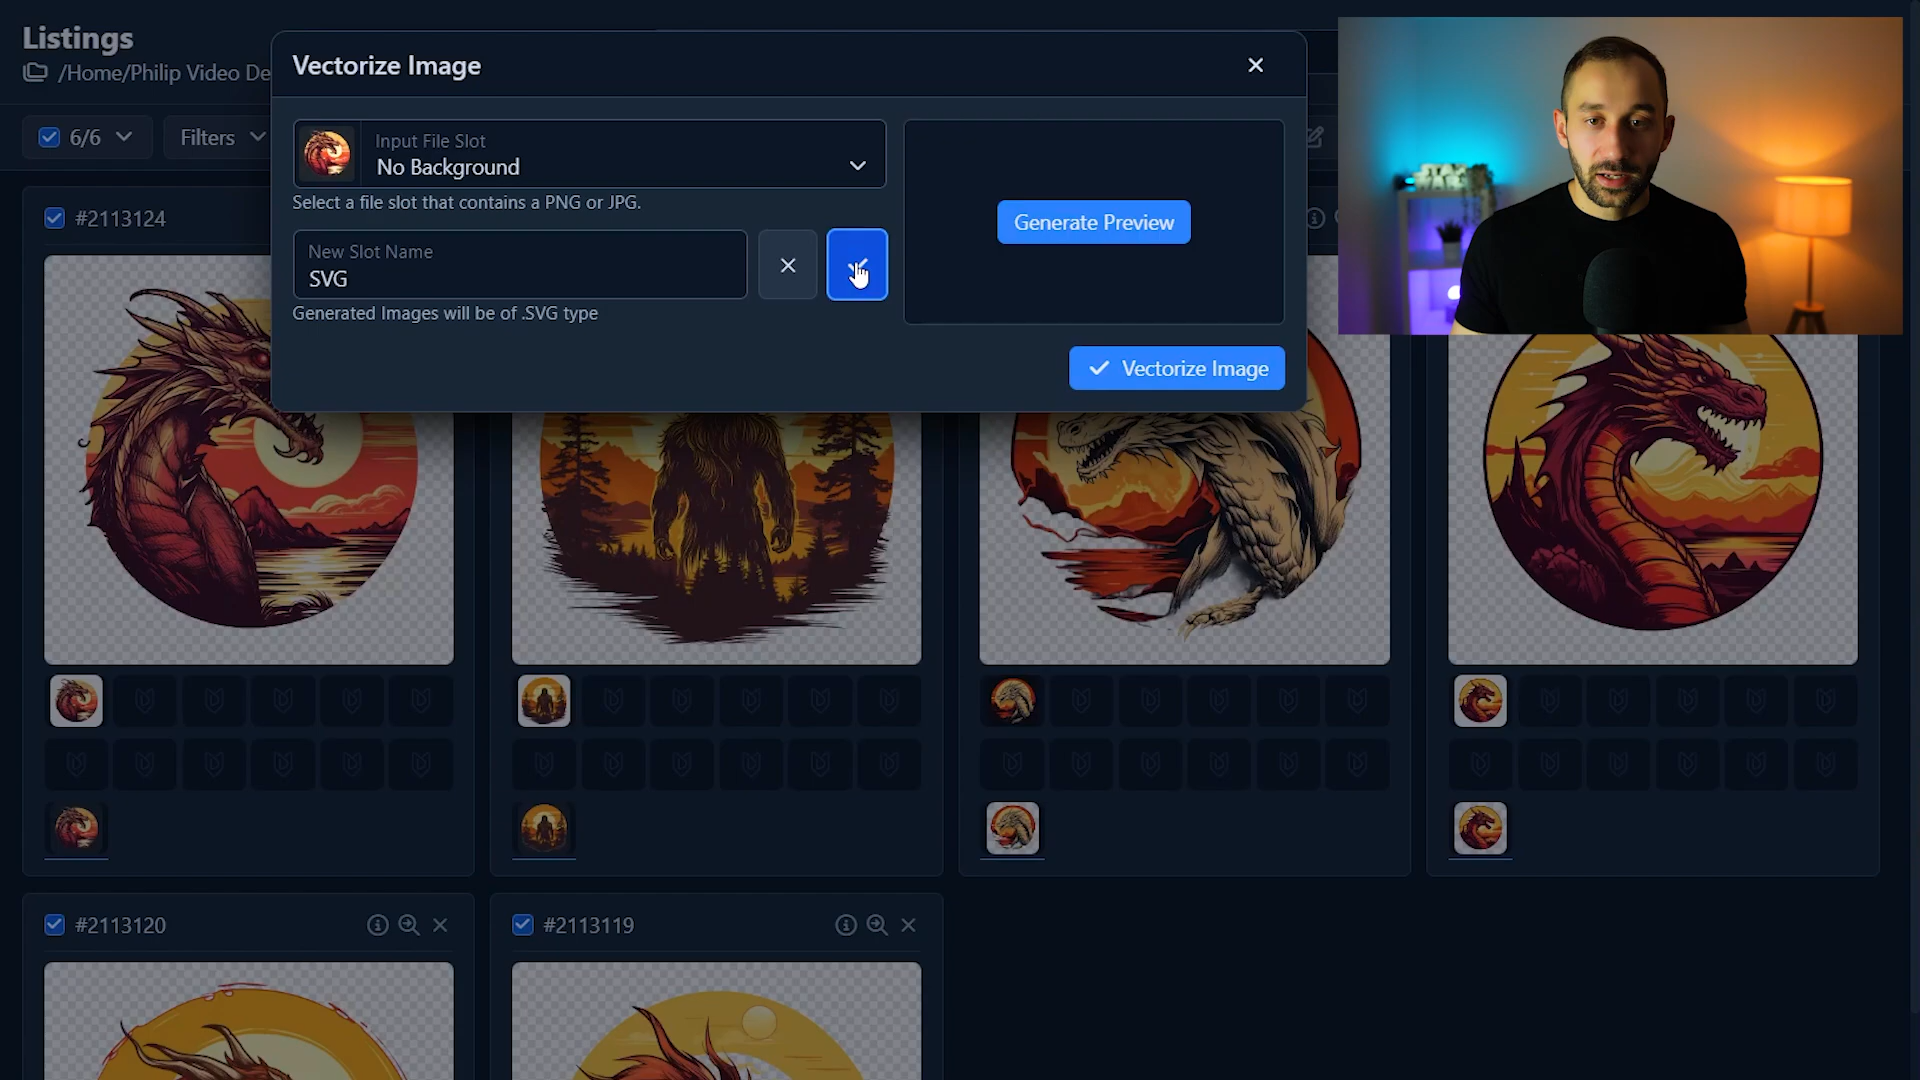 Listings
/Home/Philip Video De
6/6
Filters
Vectorize Image
Input File Slot
No Background
Select a file slot that contains a PNG or JPG.
New Slot Name
SVG
Generated Images will be of .SVG type
Generate Preview
Vectorize Image
STAR
WARS
#2113124
#2113120
#2113119